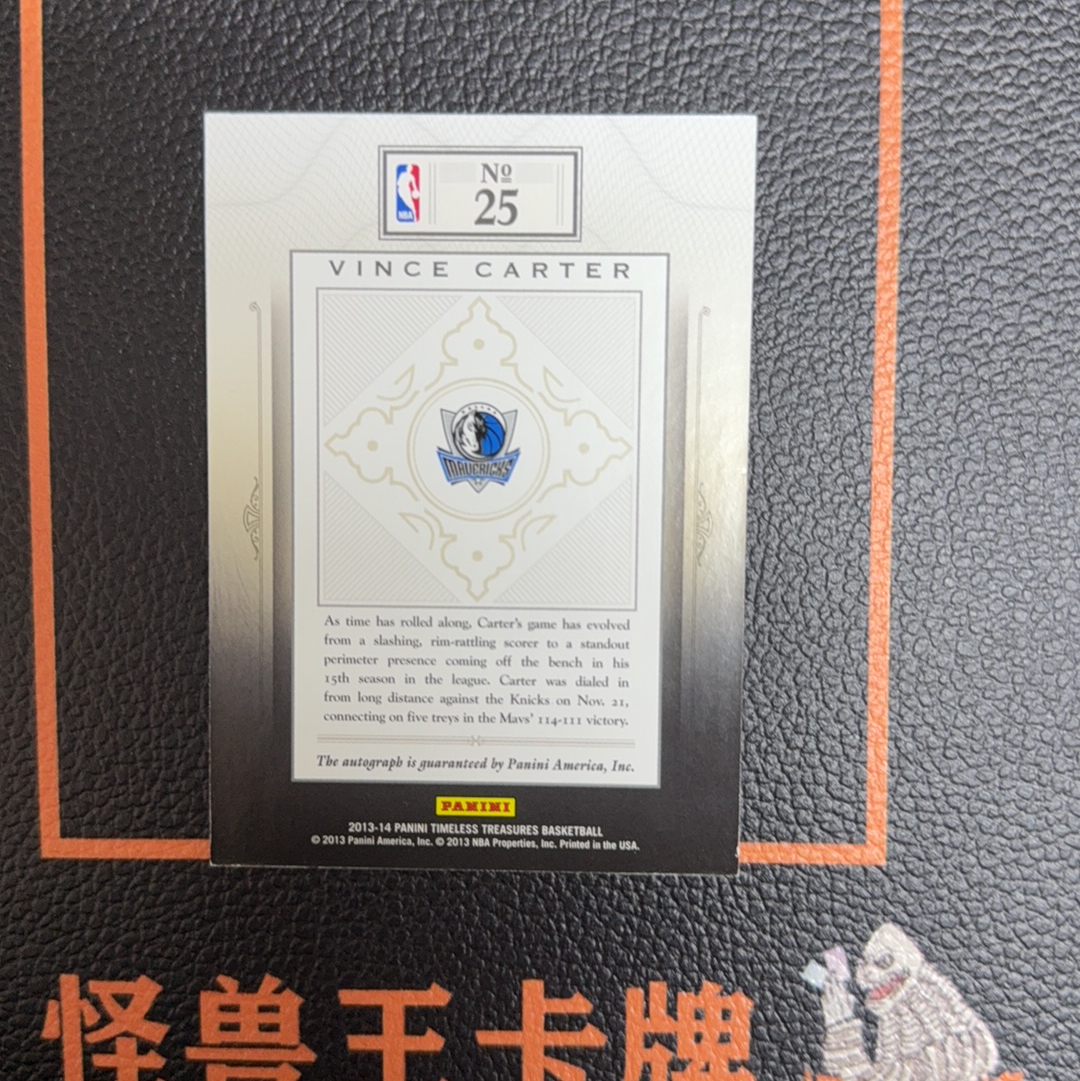 Nº
25
NBA
VINCE CARTER
MAVERICKS
As time has rolled along, Carter's game has evolved
from a slashing, rim-rattling scorer to a standout
perimeter presence coming off the bench in his
15th season in the league. Carter was dialed in
from long distance against the Knicks on Nov. 21,
connecting on five treys in the Mavs' 114-111 victory.
The autograph is guaranteed by Panini America, Inc.
PANINI
2013-14 PANINI TIMELESS TREASURES BASKETBALL
© 2013 Panini America, Inc. © 2013 NBA Properties, Inc. Printed in the USA.
怪兽王卡牌